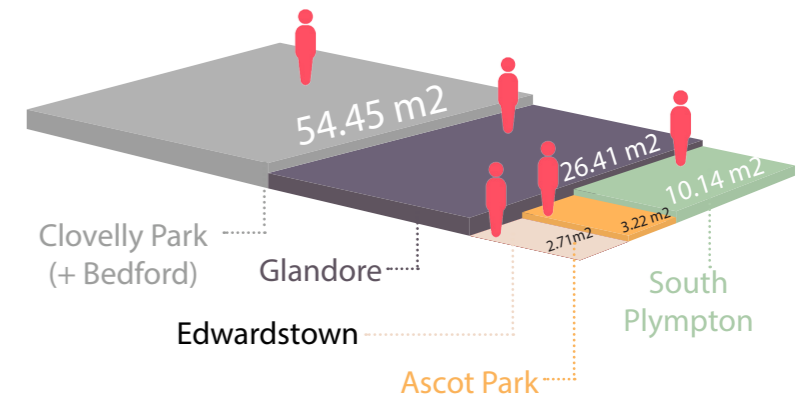 54.45 m2
26.41 m2
10.14 m2
3.22 m2
2.71m2
Clovelly Park
(+ Bedford)
Glandore
Edwardstown
Ascot Park
South
Plympton